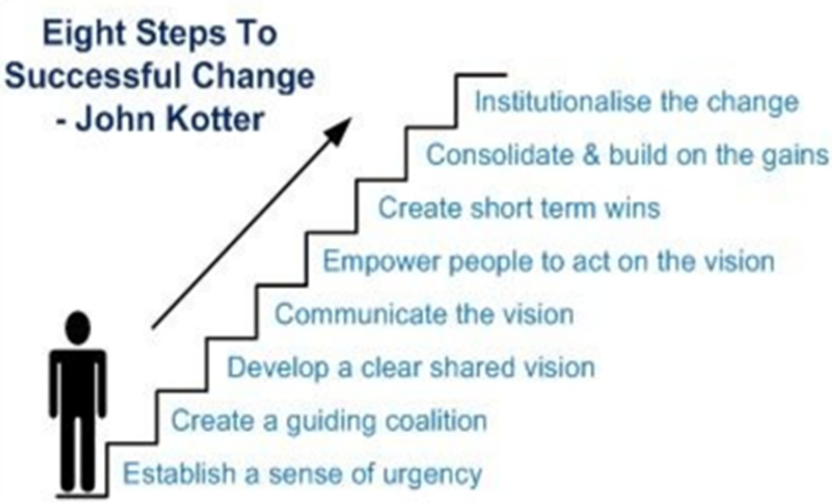 Eight Steps To
Successful Change
- John Kotter
Institutionalise the change
Consolidate & build on the gains
Create short term wins
Empower people to act on the vision
Communicate the vision
Develop a clear shared vision
Create a guiding coalition
Establish a sense of urgency